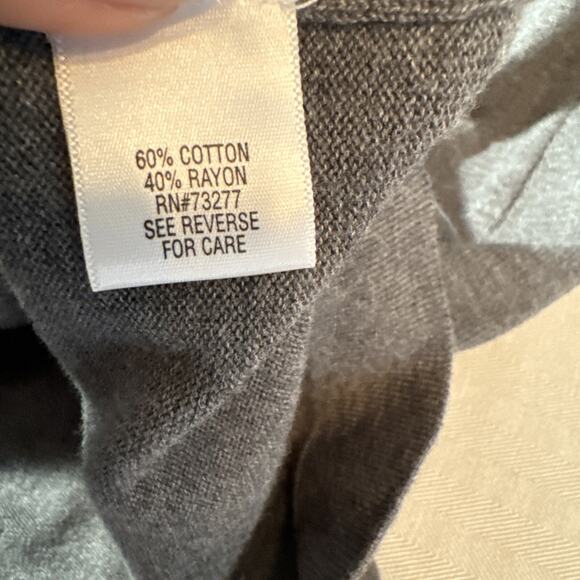 60% COTTON
40% RAYON
RN#73277
SEE REVERSE
FOR CARE